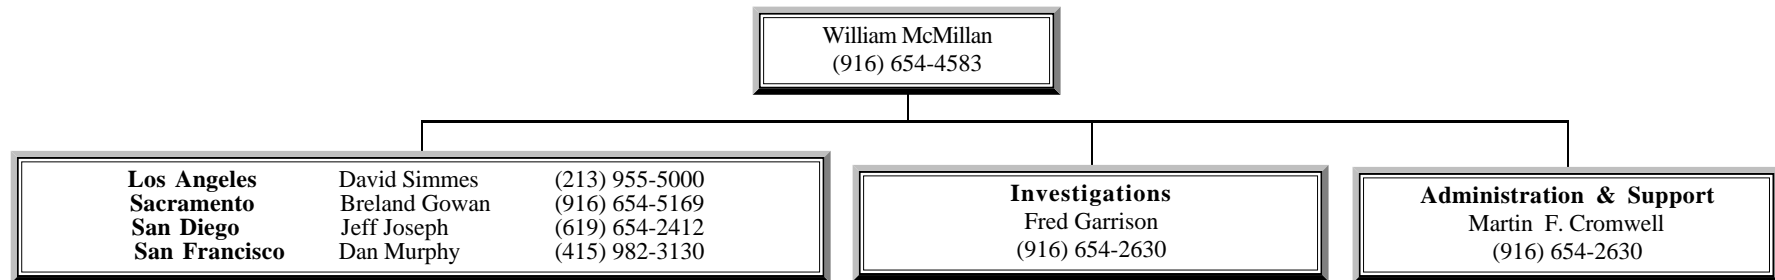 William McMillan
(916) 654-4583
Los Angeles David Simmes (213) 955-5000
Sacramento Breland Gowan (916) 654-5169
San Diego Jeff Joseph (619) 654-2412
San Francisco Dan Murphy (415) 982-3130
Investigations
Fred Garrison
(916) 654-2630
Administration & Support
Martin F. Cromwell
(916) 654-2630